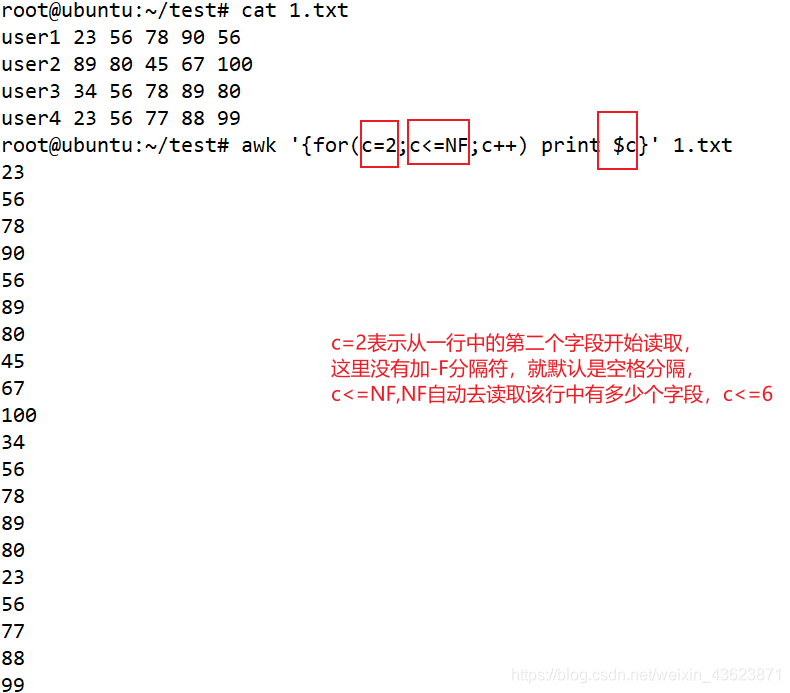 root@ubuntu:~/test# cat 1.txt
user1 23 56 78 90 56
user2 89 80 45 67 100
user3 34 56 78 89 80
user4 23 56 77 88 99
root@ubuntu:~/test# awk '{for(c=2;c<=NF;c++) print $c}' 1.txt
23
56
78
90
56
89
80
45
67
100
34
56
78
89
80
23
56
77
88
99
c=2表示从一行中的第二个字段开始读取，
这里没有加-F分隔符，就默认是空格分隔，
c<=NF,NF自动去读取该行中有多少个字段，c<=6
https://blog.csdn.net/weixin_43623871